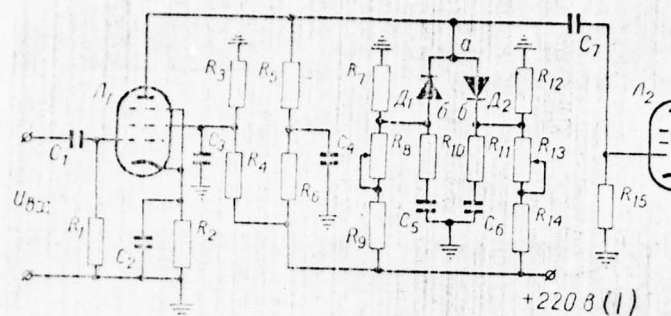 C₇
а
Л₁
R₃
R₅
R₇
Д₁
Д₂
R₁₂
Л₂
б
в
C₁
C₃
R₄
C₄
R₈
R₁₀
R₁₁
R₁₃
R₆
Uвх.
R₁
R₂
C₂
C₅
C₆
R₉
R₁₄
R₁₅
+220 в (1)